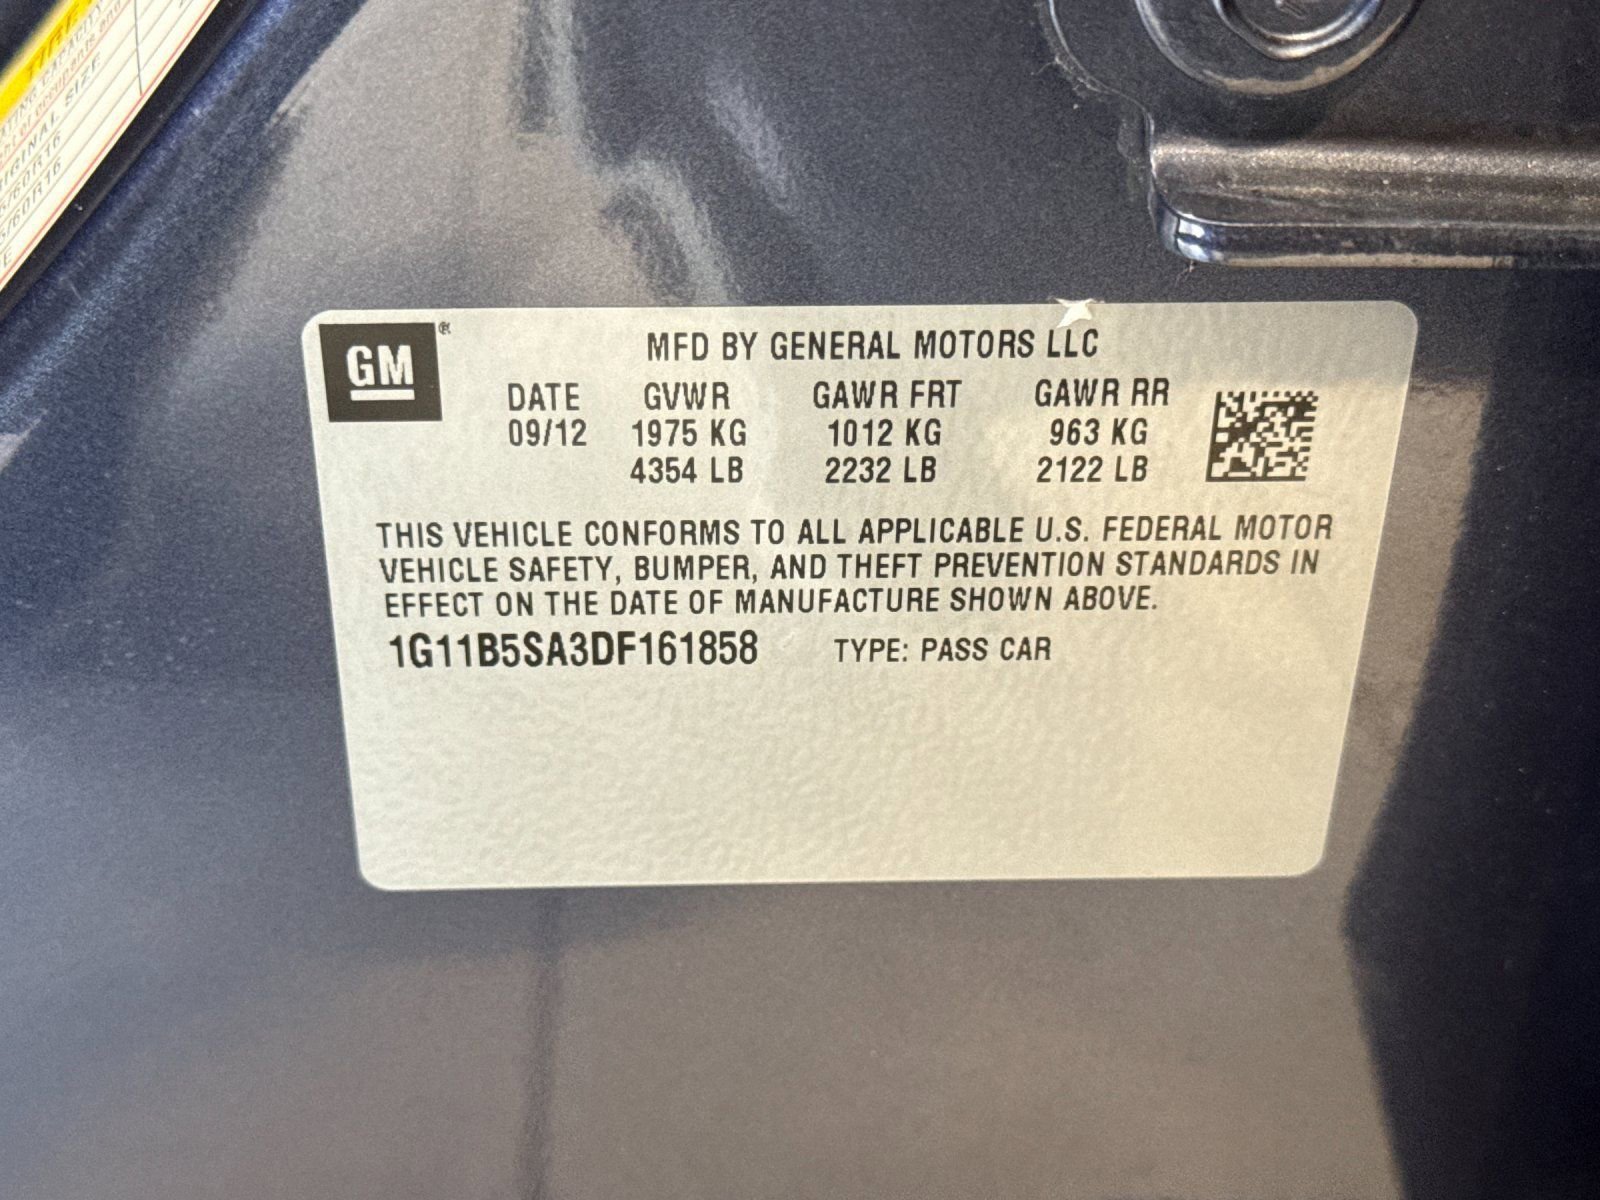 TIRE
SIZE
GM ®
MFD BY GENERAL MOTORS LLC
DATE GVWR GAWR FRT GAWR RR
09/12 1975 KG 1012 KG 963 KG
4354 LB 2232 LB 2122 LB
THIS VEHICLE CONFORMS TO ALL APPLICABLE U.S. FEDERAL MOTOR
VEHICLE SAFETY, BUMPER, AND THEFT PREVENTION STANDARDS IN
EFFECT ON THE DATE OF MANUFACTURE SHOWN ABOVE.
1G11B5SA3DF161858 TYPE: PASS CAR